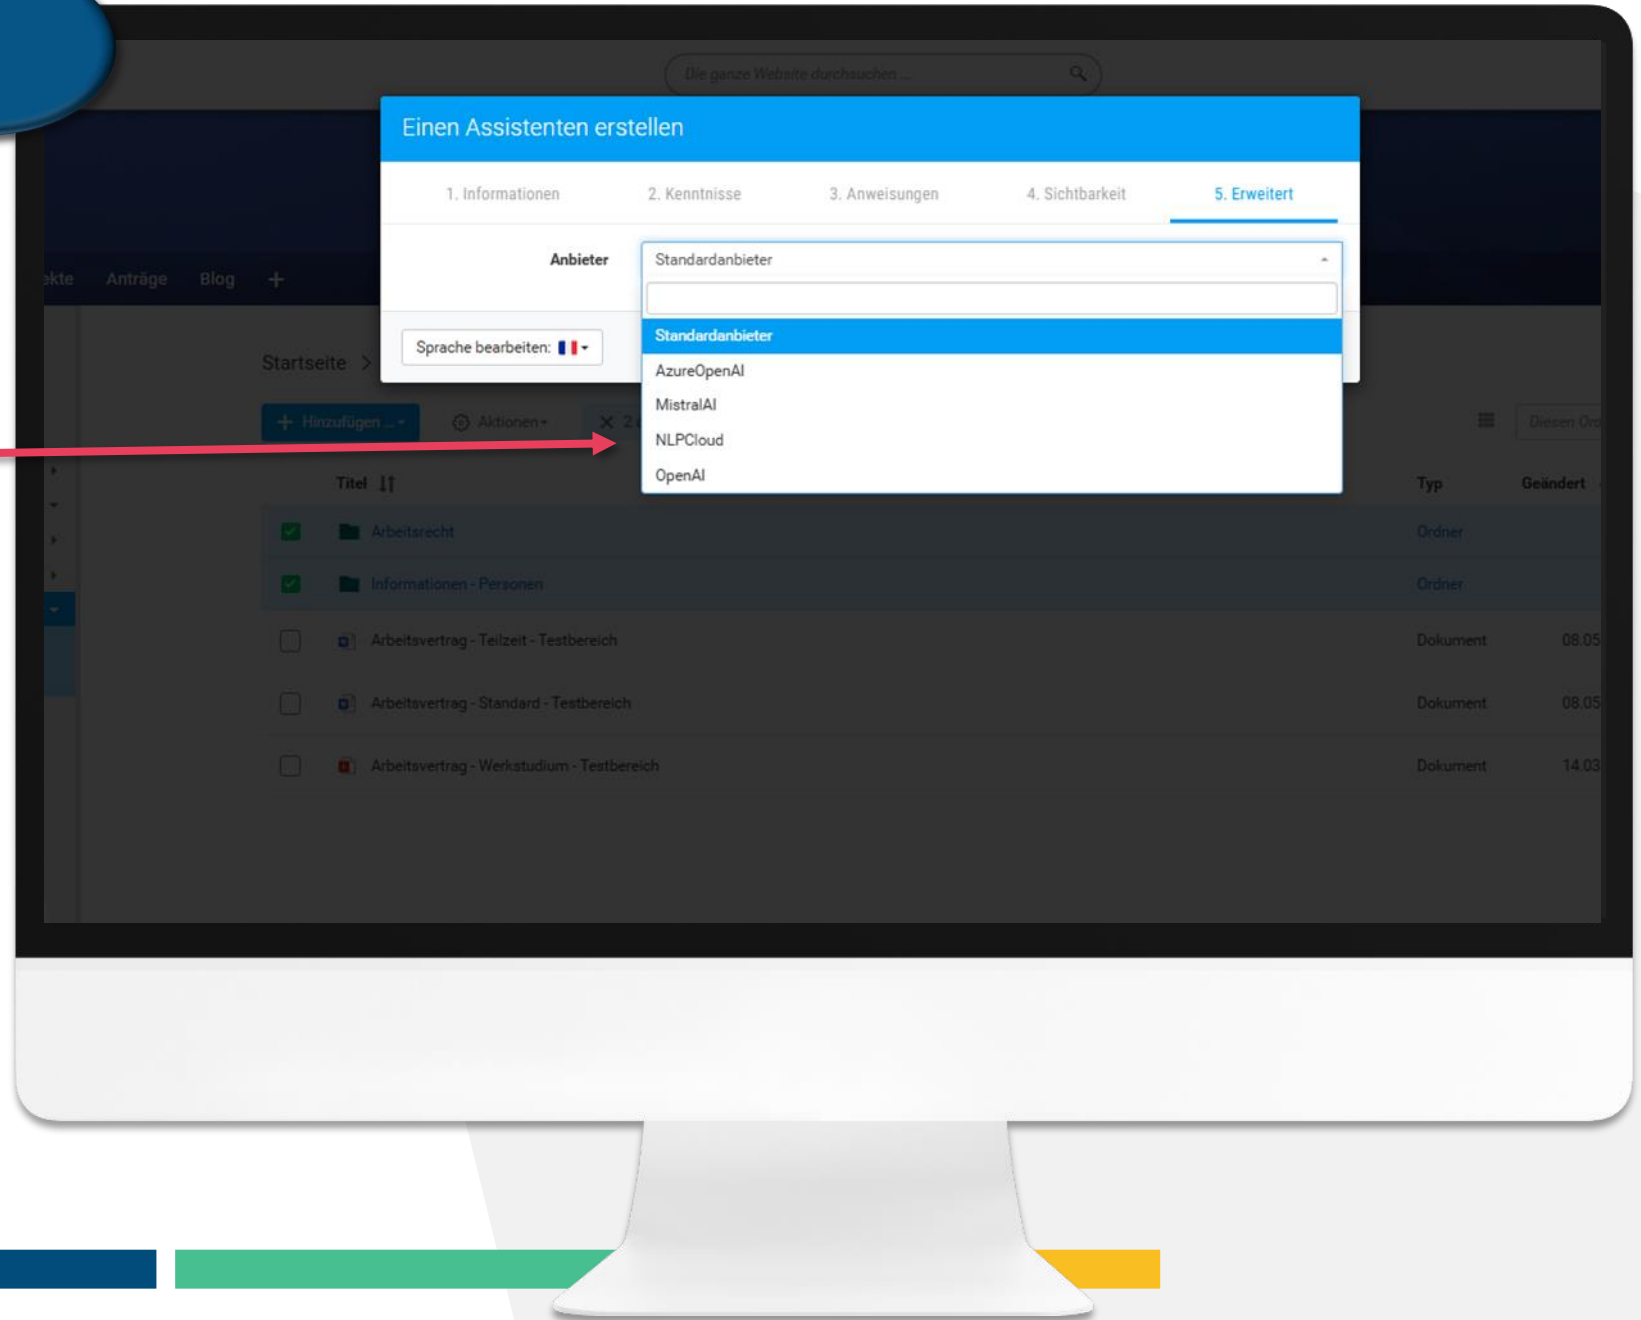 Die ganze Website durchsuchen ...
Einen Assistenten erstellen
1. Informationen 2. Kenntnisse 3. Anweisungen 4. Sichtbarkeit 5. Erweitert
Anbieter Standardanbieter
Anträge Blog +
Standardanbieter
Sprache bearbeiten:
Startseite >
AzureOpenAI
MistralAI
+ Hinzufügen ... Aktionen × 2
NLPCloud
OpenAI
Titel Typ Geändert
Arbeitsrecht Ordner
Informationen - Personen Ordner
Arbeitsvertrag - Teilzeit - Testbereich Dokument 08.05
Arbeitsvertrag - Standard - Testbereich Dokument 08.05
Arbeitsvertrag - Werkstudium - Testbereich Dokument 14.03